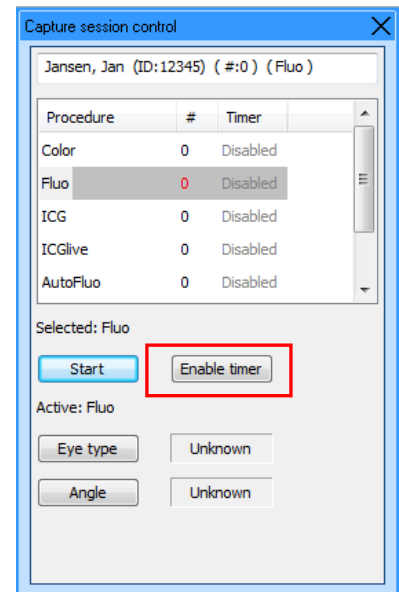 Capture session control
Jansen, Jan (ID:12345) ( #:0 ) ( Fluo )
Procedure # Timer
Color 0 Disabled
Fluo 0 Disabled
ICG 0 Disabled
ICGlive 0 Disabled
AutoFluo 0 Disabled
Selected: Fluo
Start Enable timer
Active: Fluo
Eye type Unknown
Angle Unknown